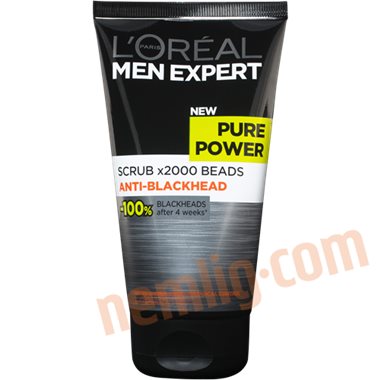 L'ORÉAL
PARIS
MEN EXPERT
NEW
PURE
POWER
SCRUB x2000 BEADS
ANTI-BLACKHEAD
-100% BLACKHEADS
after 4 weeks*
nemlig.com